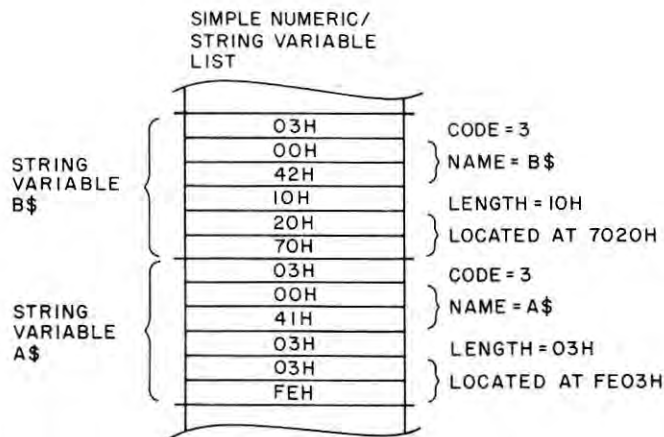 SIMPLE NUMERIC/
STRING VARIABLE
LIST
STRING
VARIABLE
B$
03H
00H
42H
10H
20H
70H
CODE = 3
NAME = B$
LENGTH = 10H
LOCATED AT 7020H
STRING
VARIABLE
A$
03H
00H
41H
03H
03H
FEH
CODE = 3
NAME = A$
LENGTH = 03H
LOCATED AT FE03H